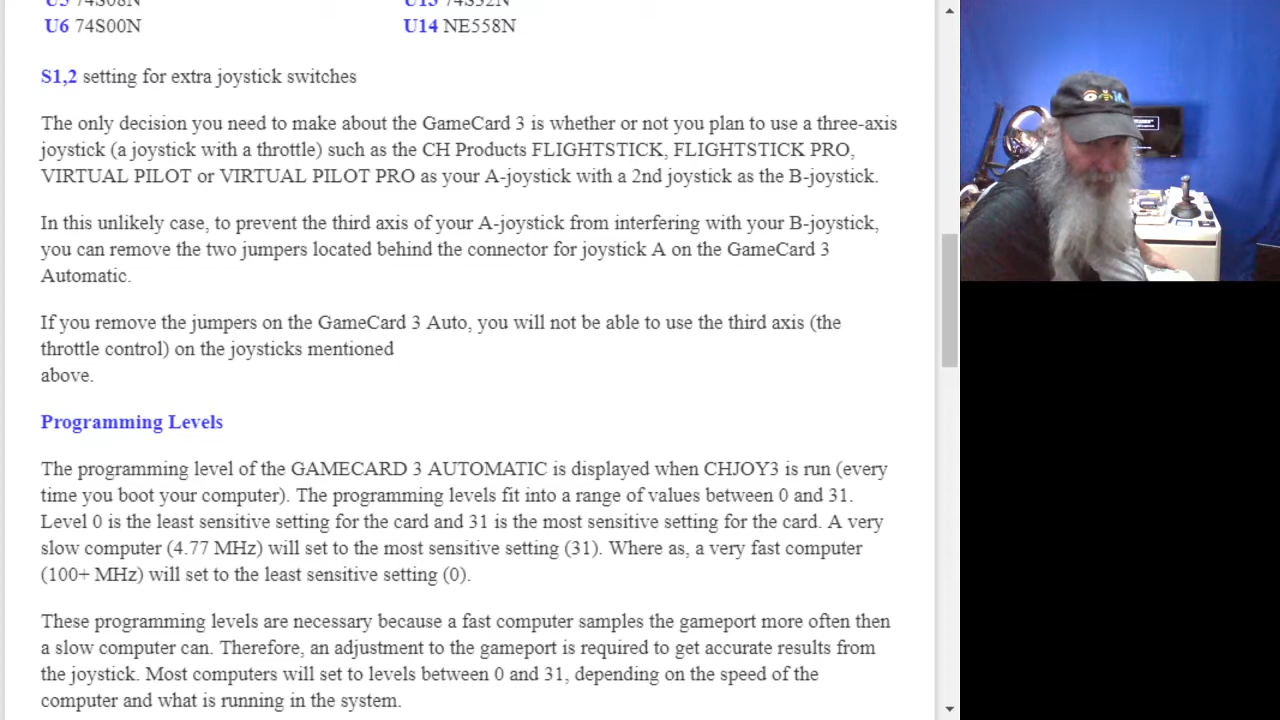 U5 74S08N U13 74S32N
U6 74S00N U14 NE558N
S1,2 setting for extra joystick switches
The only decision you need to make about the GameCard 3 is whether or not you plan to use a three-axis
joystick (a joystick with a throttle) such as the CH Products FLIGHTSTICK, FLIGHTSTICK PRO,
VIRTUAL PILOT or VIRTUAL PILOT PRO as your A-joystick with a 2nd joystick as the B-joystick.
In this unlikely case, to prevent the third axis of your A-joystick from interfering with your B-joystick,
you can remove the two jumpers located behind the connector for joystick A on the GameCard 3
Automatic.
If you remove the jumpers on the GameCard 3 Auto, you will not be able to use the third axis (the
throttle control) on the joysticks mentioned
above.
Programming Levels
The programming level of the GAMECARD 3 AUTOMATIC is displayed when CHJOY3 is run (every
time you boot your computer). The programming levels fit into a range of values between 0 and 31.
Level 0 is the least sensitive setting for the card and 31 is the most sensitive setting for the card. A very
slow computer (4.77 MHz) will set to the most sensitive setting (31). Where as, a very fast computer
(100+ MHz) will set to the least sensitive setting (0).
These programming levels are necessary because a fast computer samples the gameport more often then
a slow computer can. Therefore, an adjustment to the gameport is required to get accurate results from
the joystick. Most computers will set to levels between 0 and 31, depending on the speed of the
computer and what is running in the system.